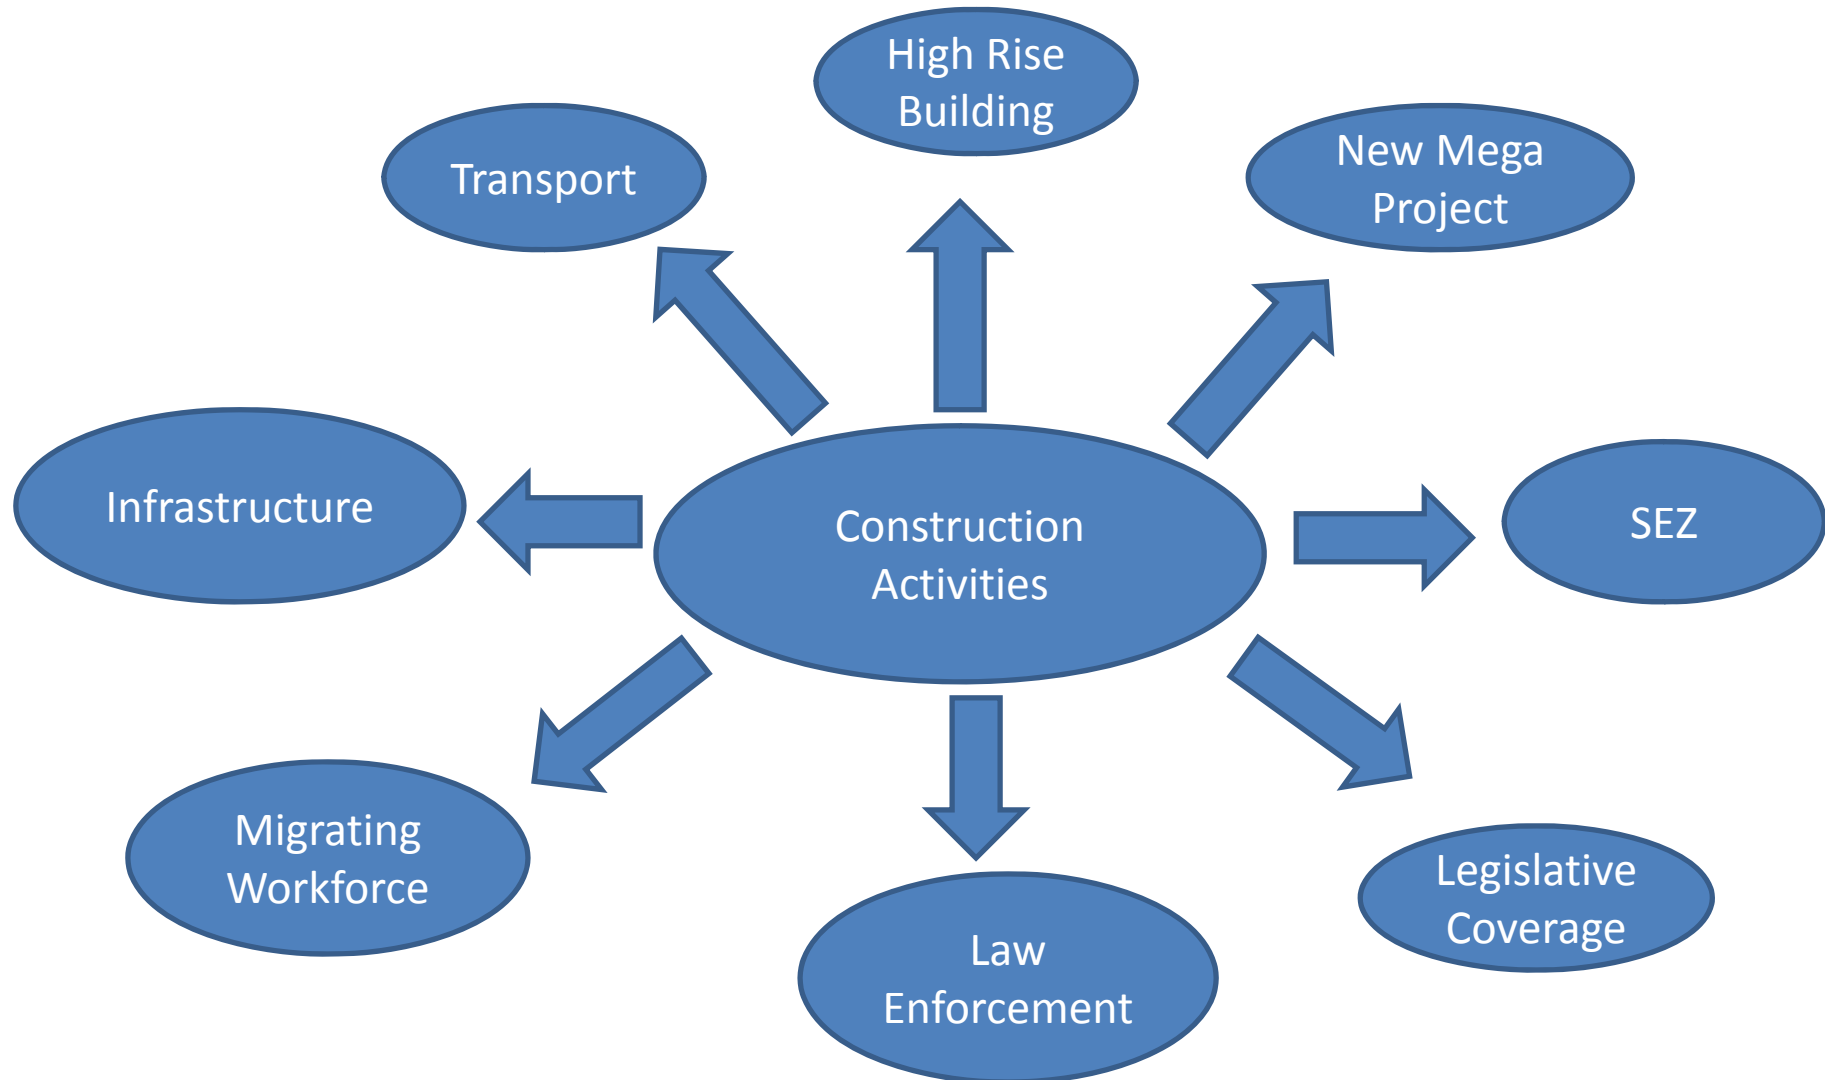 High Rise
Building
New Mega
Project
Transport
Infrastructure
Construction
Activities
SEZ
Migrating
Workforce
Legislative
Coverage
Law
Enforcement